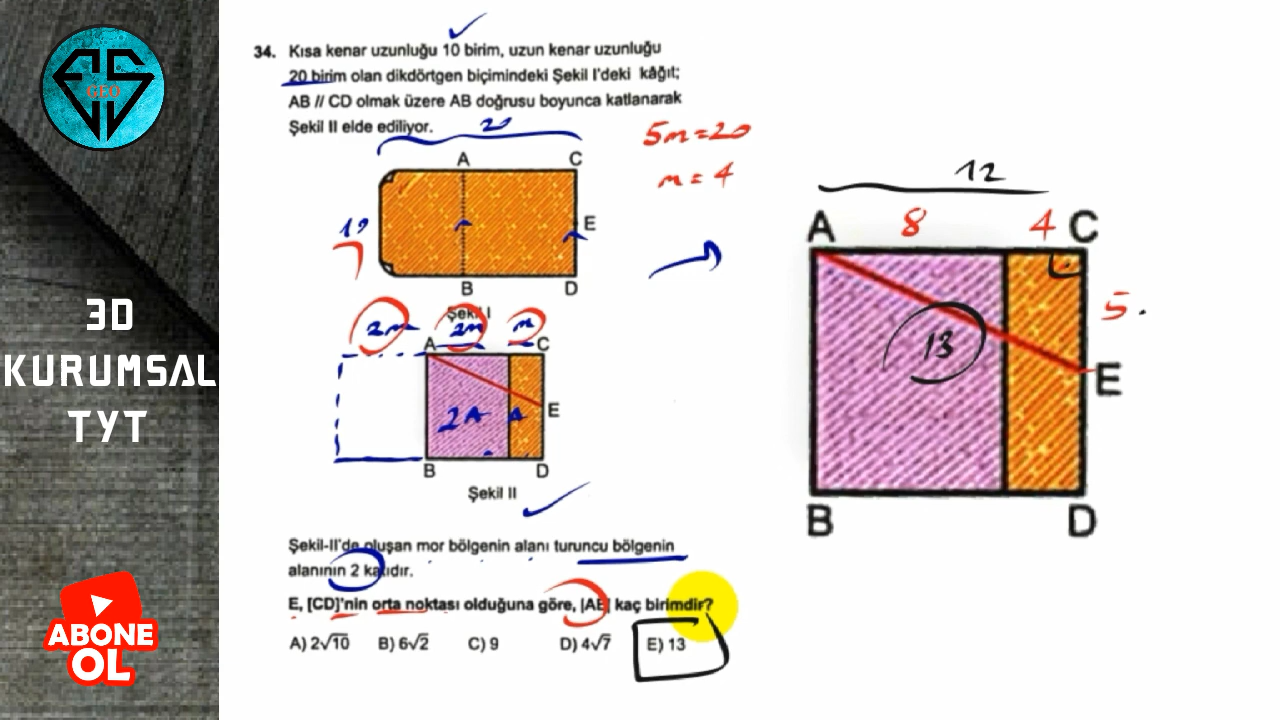 GEO
3D
KURUMSAL
TYT
ABONE
OL
34. Kısa kenar uzunluğu 10 birim, uzun kenar uzunluğu
20 birim olan dikdörtgen biçimindeki Şekil I'deki kâğıt;
AB // CD olmak üzere AB doğrusu boyunca katlanarak
Şekil II elde ediliyor.
20
A C
E
B D
Şekil I
5m=20
m=4
2m 2m m
A C
2A A
E
B D
Şekil II
12
8 4
A C
5
13
E
B D
Şekil-II'de oluşan mor bölgenin alanı turuncu bölgenin
alanının 2 katıdır.
E, [CD]'nin orta noktası olduğuna göre, |AE| kaç birimdir?
A) 2√10 B) 6√2 C) 9 D) 4√7 E) 13